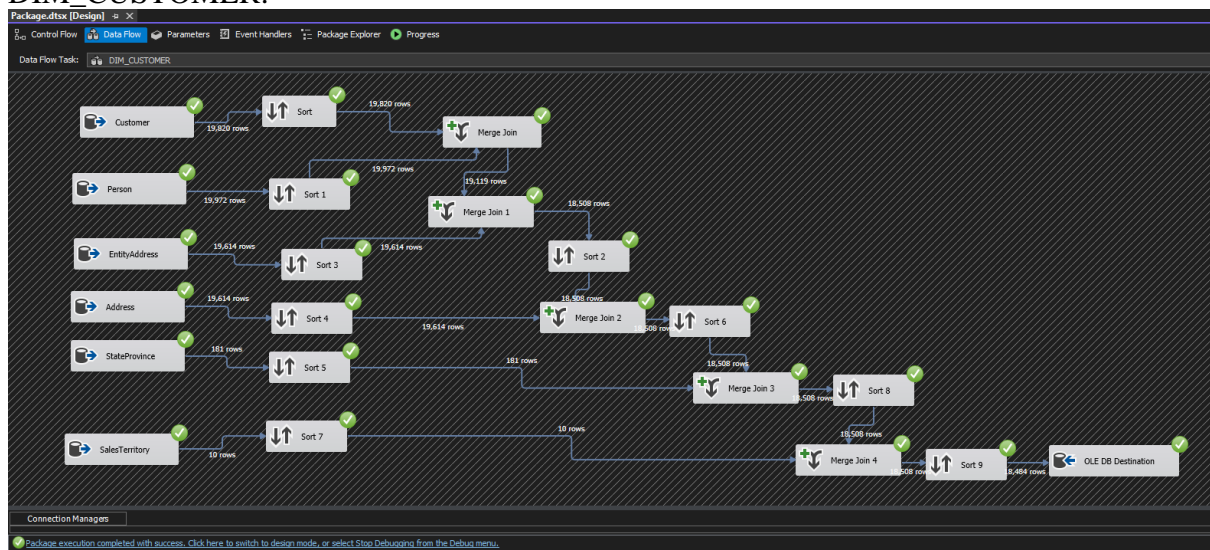 DIM_CUSTOMER:
Package.dtsx [Design]
Control Flow Data Flow Parameters Event Handlers Package Explorer Progress
Data Flow Task: DIM_CUSTOMER
Customer
19,820 rows
Sort
19,820 rows
Merge Join
Person
19,972 rows
Sort 1
19,972 rows
19,119 rows
Merge Join 1
18,508 rows
EntityAddress
19,614 rows
Sort 3
19,614 rows
Sort 2
18,508 rows
Address
19,614 rows
Sort 4
19,614 rows
Merge Join 2
18,508 rows
Sort 6
18,508 rows
StateProvince
181 rows
Sort 5
181 rows
Merge Join 3
18,508 rows
Sort 8
18,508 rows
SalesTerritory
10 rows
Sort 7
10 rows
Merge Join 4
18,508 rows
Sort 9
18,484 rows
OLE DB Destination
Connection Managers
Package execution completed with success. Click here to switch to design mode, or select Stop Debugging from the Debug menu.